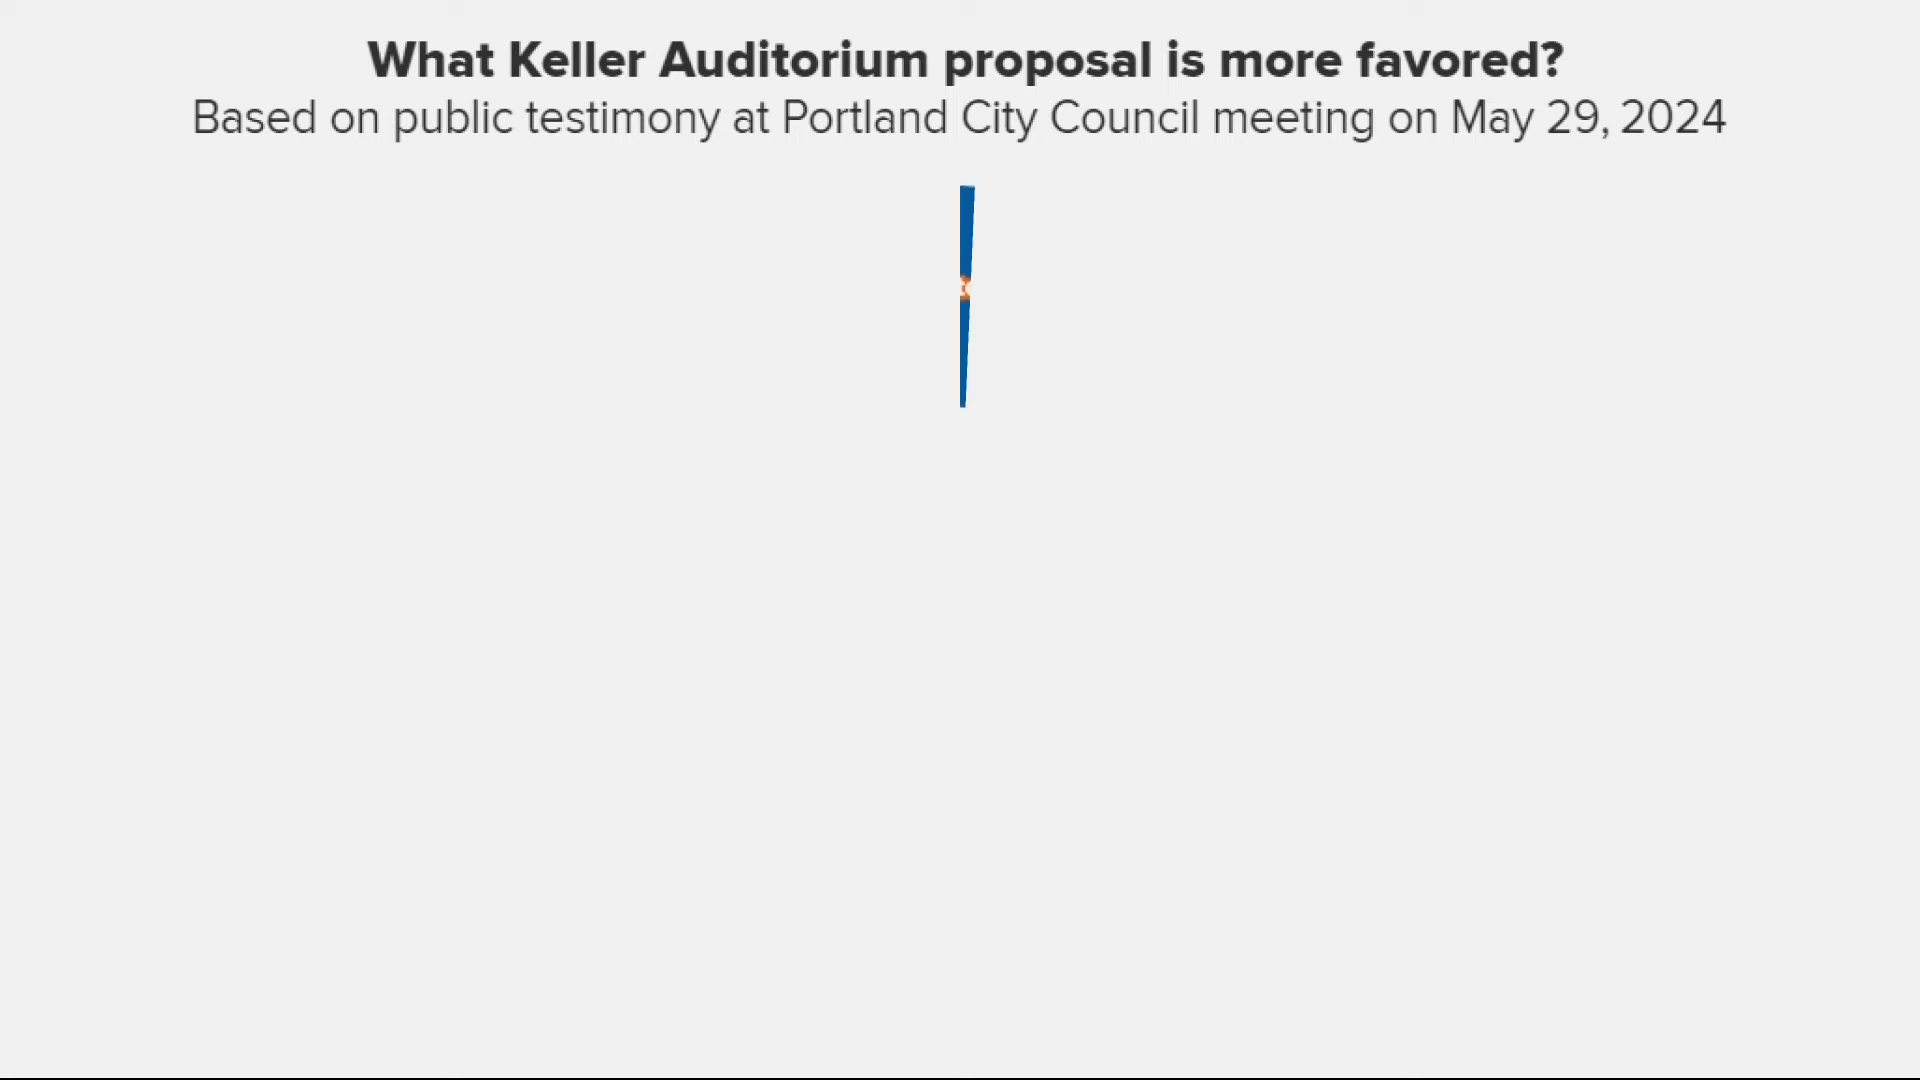 What Keller Auditorium proposal is more favored?
Based on public testimony at Portland City Council meeting on May 29, 2024